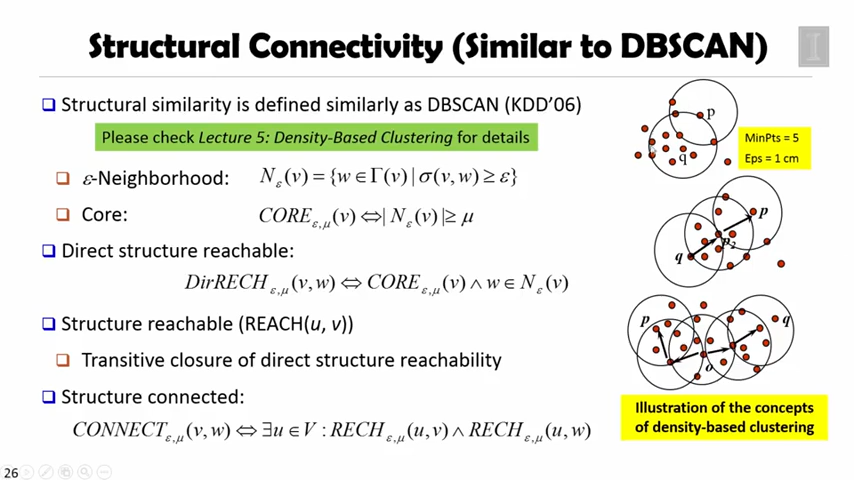 Structural Connectivity (Similar to DBSCAN)
❑ Structural similarity is defined similarly as DBSCAN (KDD'06)
Please check Lecture 5: Density-Based Clustering for details
❑ ε-Neighborhood: N_ε(v) = {w ∈ Γ(v) | σ(v, w) ≥ ε}
❑ Core: CORE_ε,μ(v) ⇔ | N_ε(v) | ≥ μ
❑ Direct structure reachable:
DirRECH_ε,μ(v, w) ⇔ CORE_ε,μ(v) ∧ w ∈ N_ε(v)
❑ Structure reachable (REACH(u, v))
❑ Transitive closure of direct structure reachability
❑ Structure connected:
CONNECT_ε,μ(v, w) ⇔ ∃u ∈ V : RECH_ε,μ(u, v) ∧ RECH_ε,μ(u, w)
p
q
MinPts = 5
Eps = 1 cm
p
p₂
q
p
q
o
Illustration of the concepts
of density-based clustering
26
I